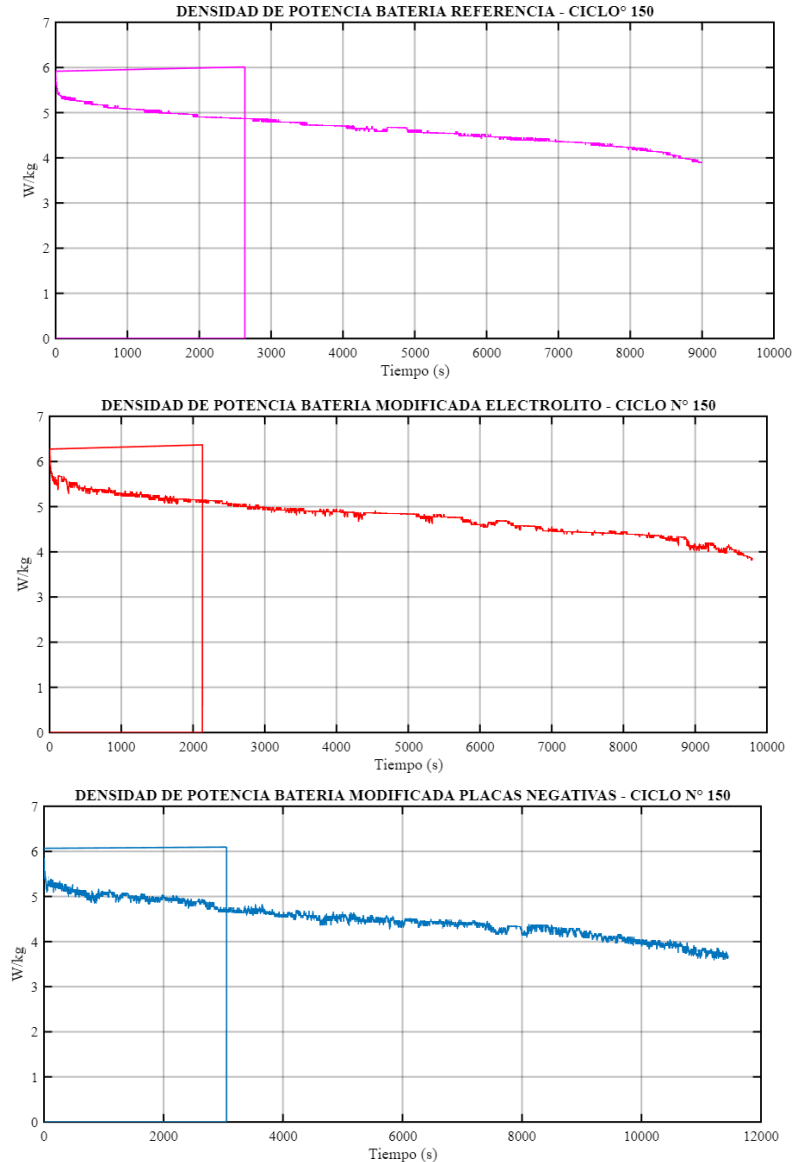 DENSIDAD DE POTENCIA BATERIA REFERENCIA - CICLO° 150
7
6
5
4
3
2
1
0
W/kg
0 1000 2000 3000 4000 5000 6000 7000 8000 9000 10000
Tiempo (s)
DENSIDAD DE POTENCIA BATERIA MODIFICADA ELECTROLITO - CICLO N° 150
7
6
5
4
3
2
1
0
W/kg
0 1000 2000 3000 4000 5000 6000 7000 8000 9000 10000
Tiempo (s)
DENSIDAD DE POTENCIA BATERIA MODIFICADA PLACAS NEGATIVAS - CICLO N° 150
7
6
5
4
3
2
1
0
W/kg
0 2000 4000 6000 8000 10000 12000
Tiempo (s)